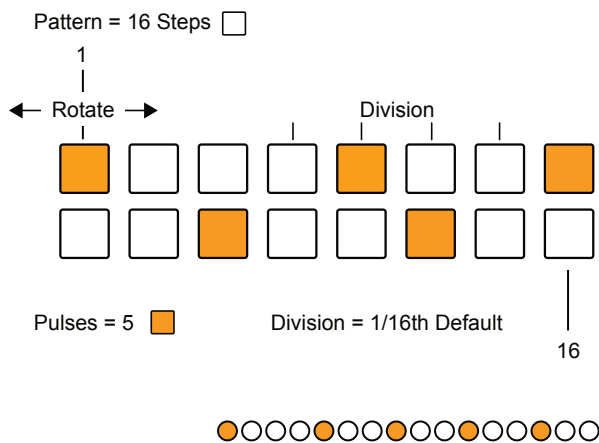 Pattern = 16 Steps
1
Rotate Division
Pulses = 5 Division = 1/16th Default
16